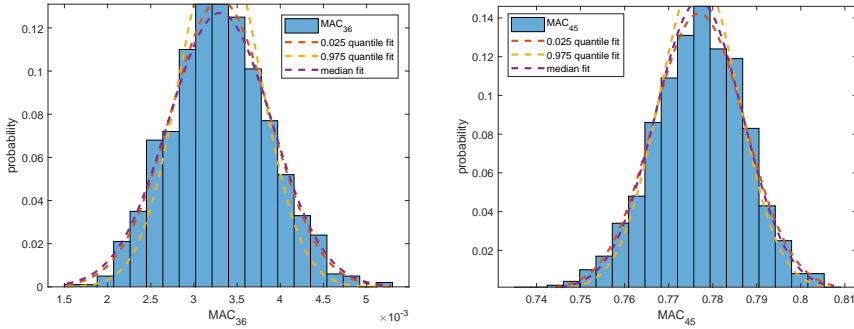 MAC36
0.025 quantile fit
0.975 quantile fit
median fit
probability
0
0.02
0.04
0.06
0.08
0.1
0.12
1.5 2 2.5 3 3.5 4 4.5 5
×10-3
MAC36
MAC45
0.025 quantile fit
0.975 quantile fit
median fit
probability
0.02
0.04
0.06
0.08
0.1
0.12
0.14
0.74 0.75 0.76 0.77 0.78 0.79 0.8 0.81
MAC45